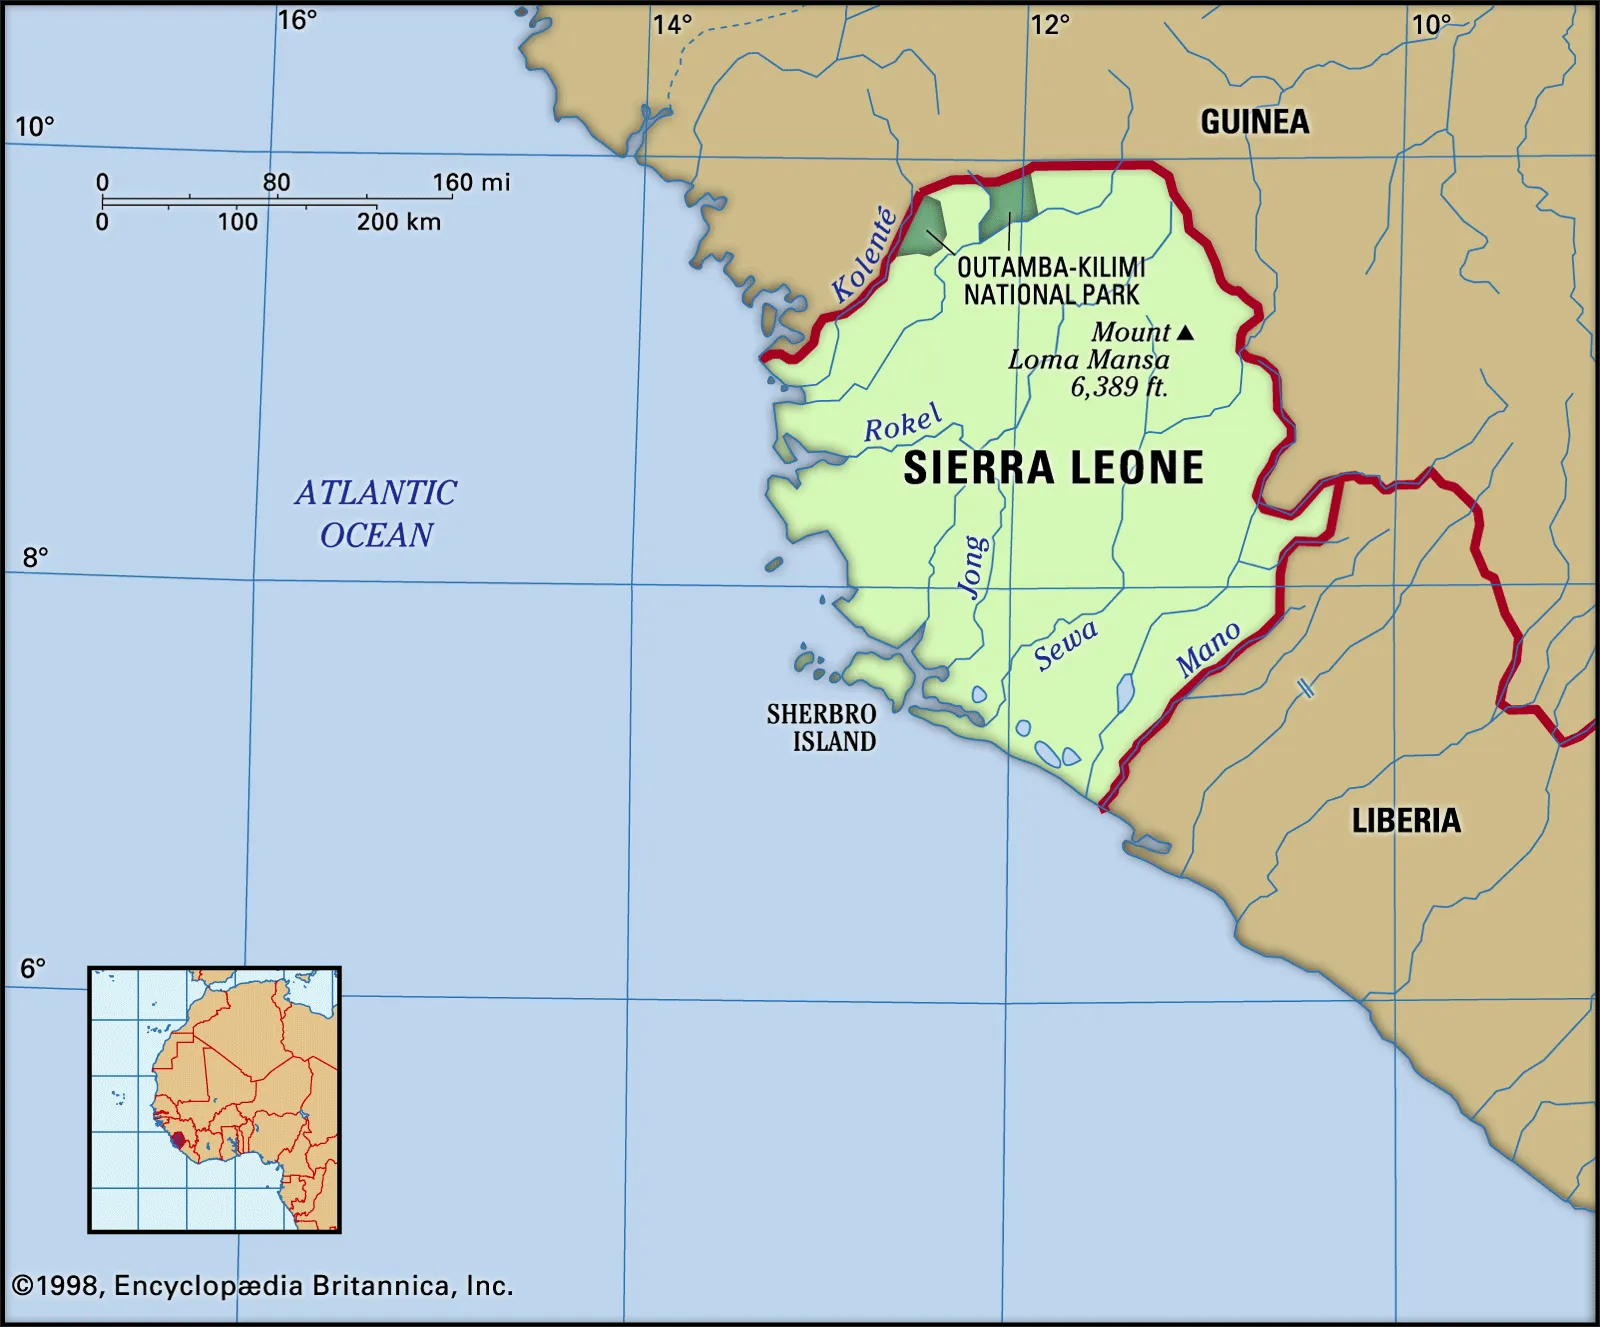 16°
14°
12°
10°
10°
GUINEA
0 80 160 mi
0 100 200 km
Kolenté
OUTAMBA-KILIMI
NATIONAL PARK
Mount
Loma Mansa
6,389 ft.
Rokel
SIERRA LEONE
ATLANTIC
OCEAN
8°
Jong
Sewa
Mano
SHERBRO
ISLAND
LIBERIA
6°
©1998, Encyclopædia Britannica, Inc.